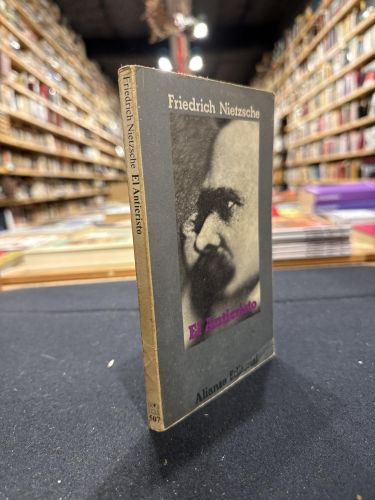 Friedrich Nietzsche
El Anticristo
Alianza Editorial
Friedrich Nietzsche El Anticristo
507